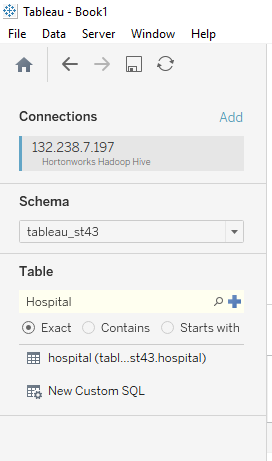 Tableau - Book1
File Data Server Window Help
Connections Add
132.238.7.197
Hortonworks Hadoop Hive
Schema
tableau_st43
Table
Hospital
Exact Contains Starts with
hospital (tabl...st43.hospital)
New Custom SQL